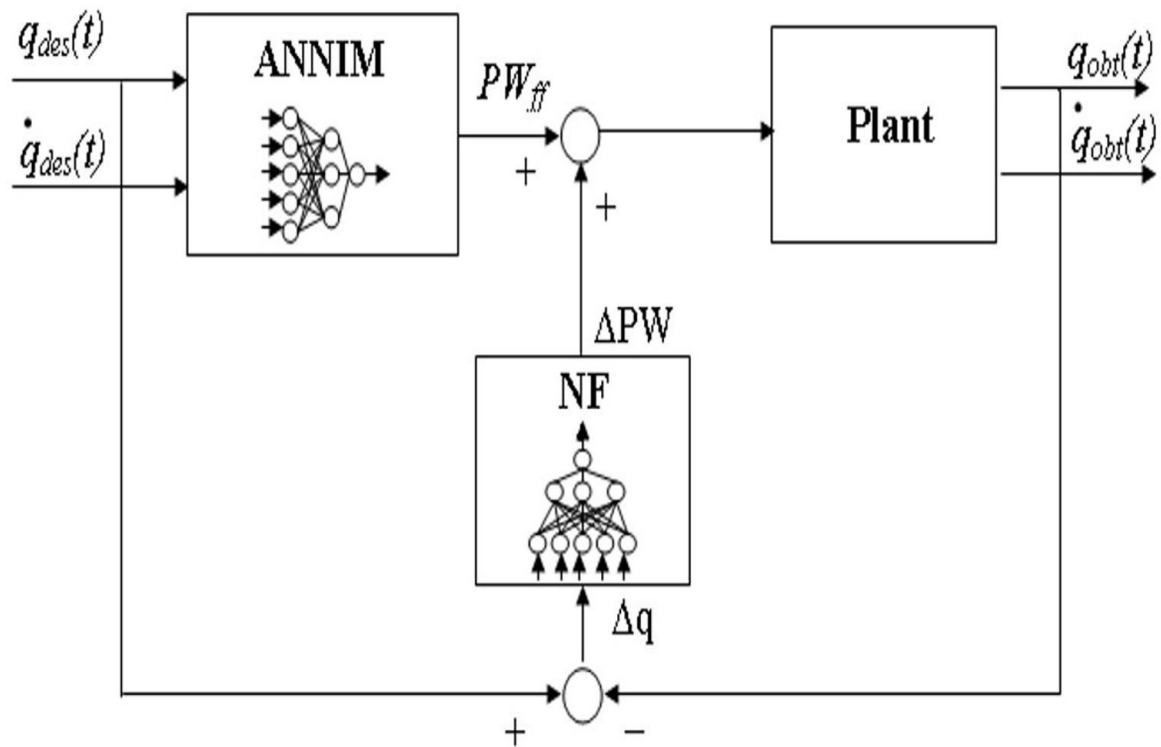 q_des(t)
ANNIM
PW_ff
Plant
q_obt(t)
q̇_des(t)
q̇_obt(t)
+
+
ΔPW
NF
Δq
+
−